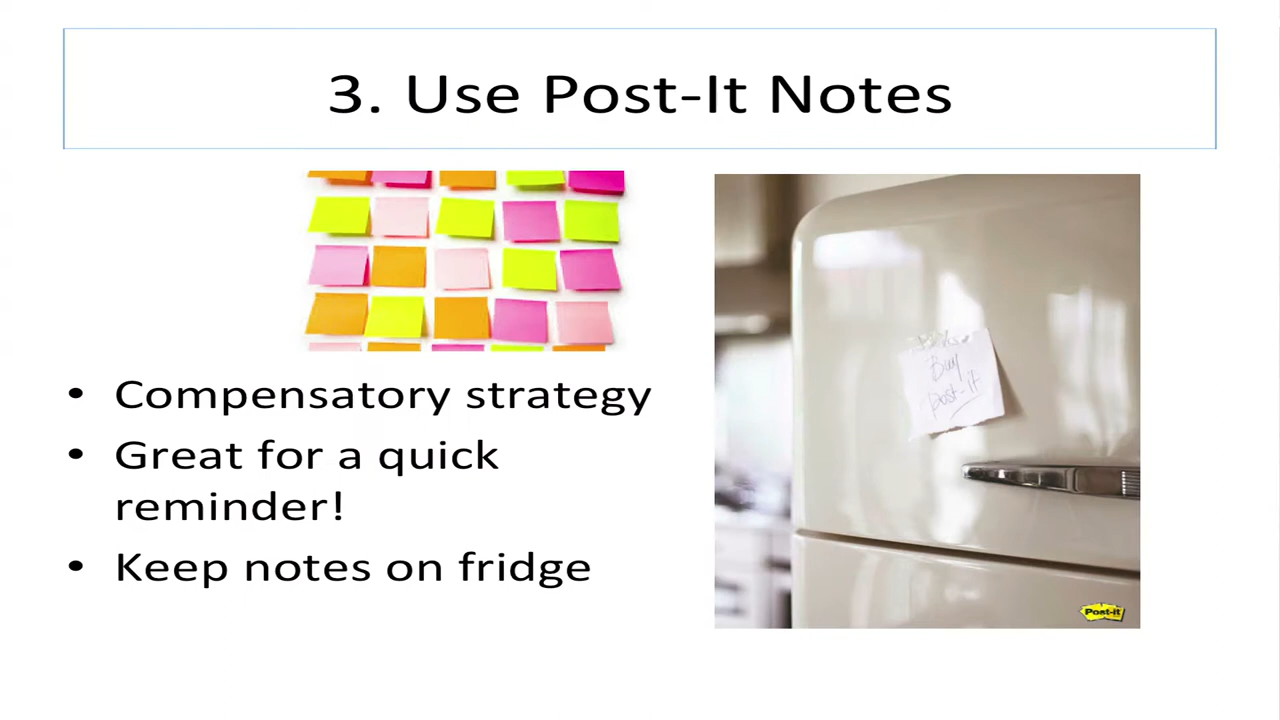 3. Use Post-It Notes
• Compensatory strategy
• Great for a quick
reminder!
• Keep notes on fridge
Buy
post-it
Post-it